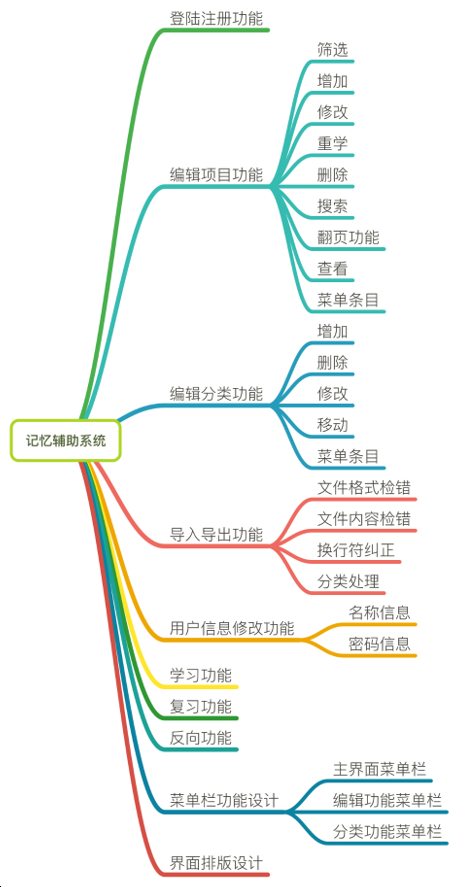 记忆辅助系统
登陆注册功能
编辑项目功能
筛选
增加
修改
重学
删除
搜索
翻页功能
查看
菜单条目
编辑分类功能
增加
删除
修改
移动
菜单条目
导入导出功能
文件格式检错
文件内容检错
换行符纠正
分类处理
用户信息修改功能
名称信息
密码信息
学习功能
复习功能
反向功能
菜单栏功能设计
主界面菜单栏
编辑功能菜单栏
分类功能菜单栏
界面排版设计